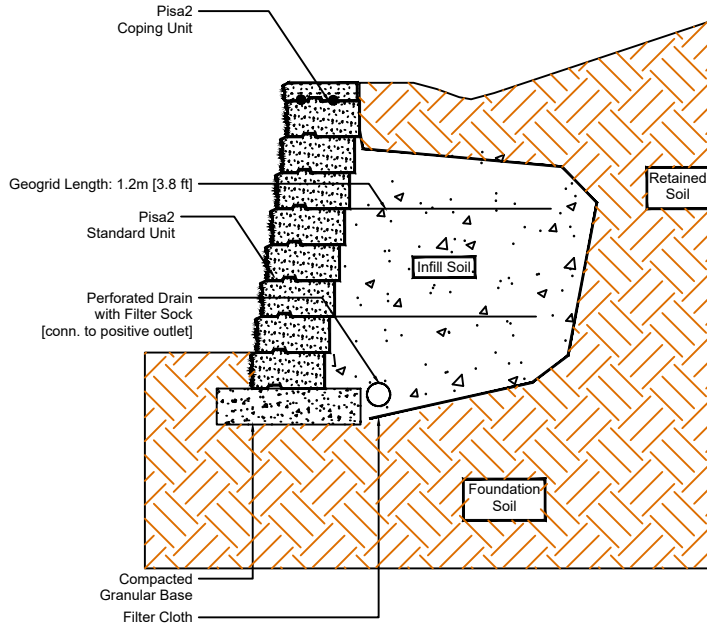 Pisa2
Coping Unit
Geogrid Length: 1.2m [3.8 ft]
Retained
Soil
Pisa2
Standard Unit
Infill Soil
Perforated Drain
with Filter Sock
[conn. to positive outlet]
Foundation
Soil
Compacted
Granular Base
Filter Cloth